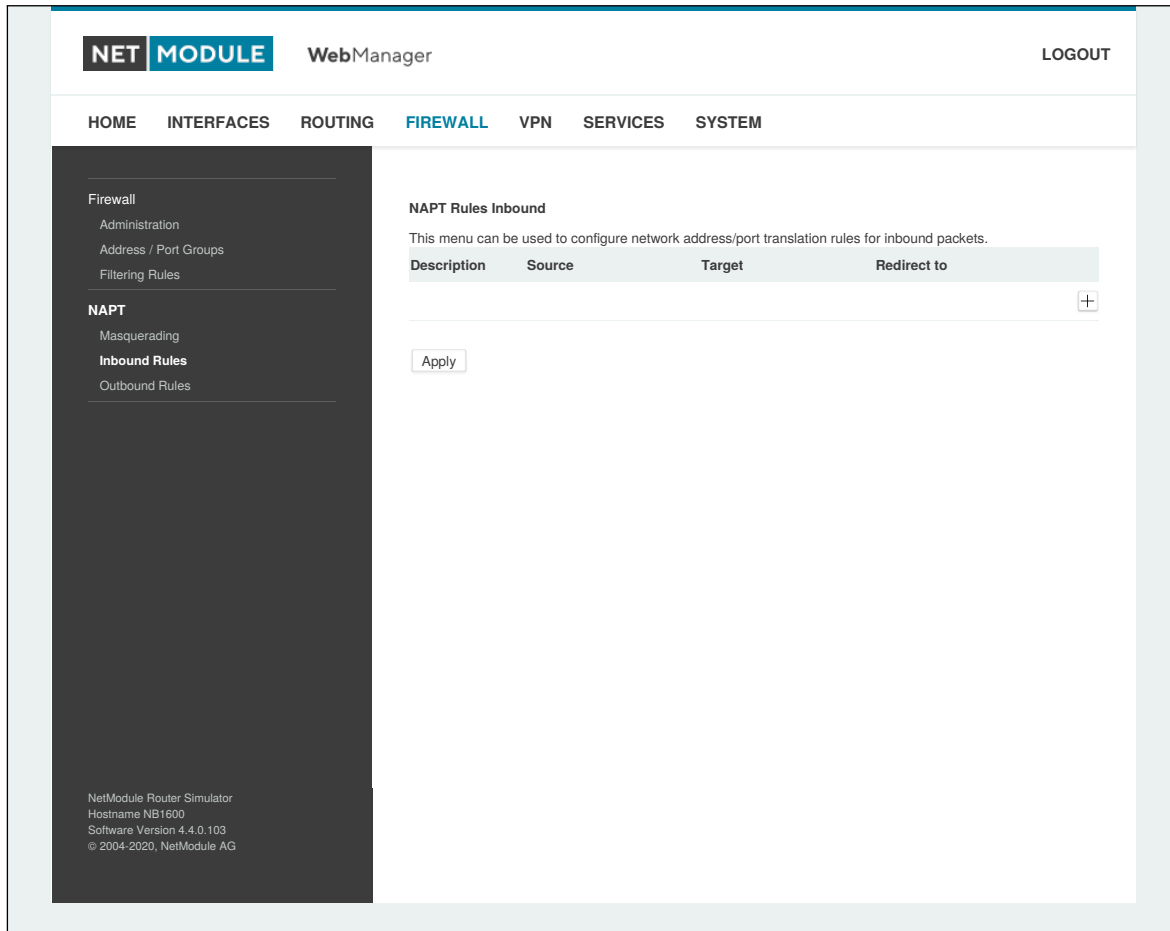 NET MODULE WebManager LOGOUT
HOME INTERFACES ROUTING FIREWALL VPN SERVICES SYSTEM
Firewall
Administration
Address / Port Groups
Filtering Rules
NAPT
Masquerading
Inbound Rules
Outbound Rules
NAPT Rules Inbound
This menu can be used to configure network address/port translation rules for inbound packets.
Description Source Target Redirect to
Apply
NetModule Router Simulator
Hostname NB1600
Software Version 4.4.0.103
© 2004-2020, NetModule AG